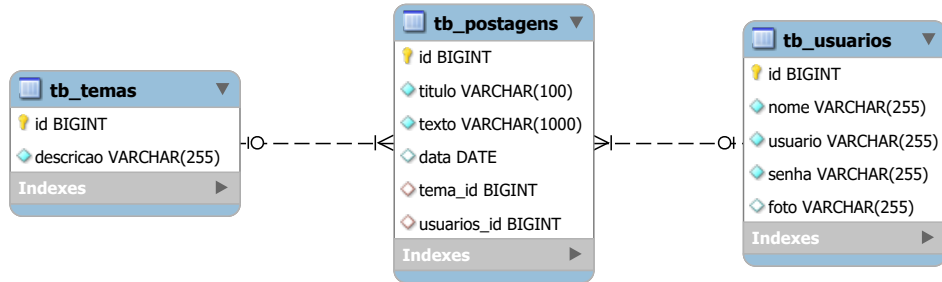 tb_temas
id BIGINT
descricao VARCHAR(255)
Indexes
tb_postagens
id BIGINT
titulo VARCHAR(100)
texto VARCHAR(1000)
data DATE
tema_id BIGINT
usuarios_id BIGINT
Indexes
tb_usuarios
id BIGINT
nome VARCHAR(255)
usuario VARCHAR(255)
senha VARCHAR(255)
foto VARCHAR(255)
Indexes